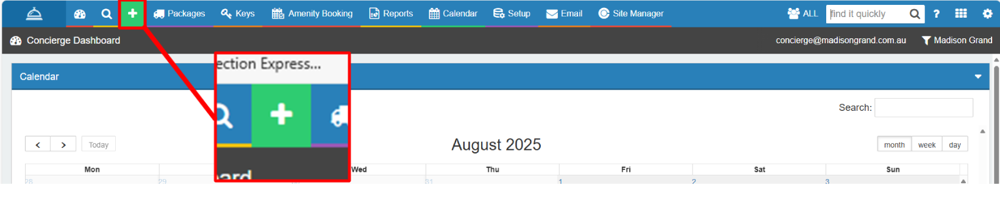 Packages Keys Amenity Booking Reports Calendar Setup Email Site Manager ALL find it quickly ?
Concierge Dashboard concierge@madisongrand.com.au Madison Grand
ection Express...
Calendar
Search:
ard
< > Today August 2025 month week day
Mon Wed Thu Fri Sat Sun
28 29 31 1 2 3